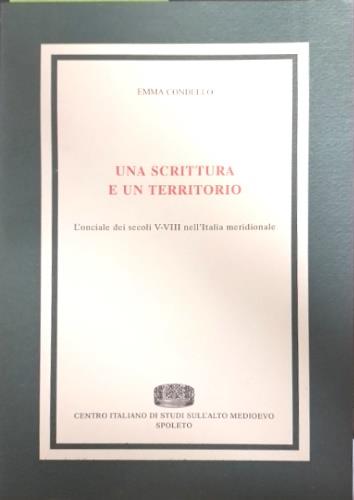 EMMA CONDELLO
UNA SCRITTURA
E UN TERRITORIO
L'onciale dei secoli V-VIII nell'Italia meridionale
CENTRO ITALIANO DI STUDI SULL'ALTO MEDIOEVO
SPOLETO